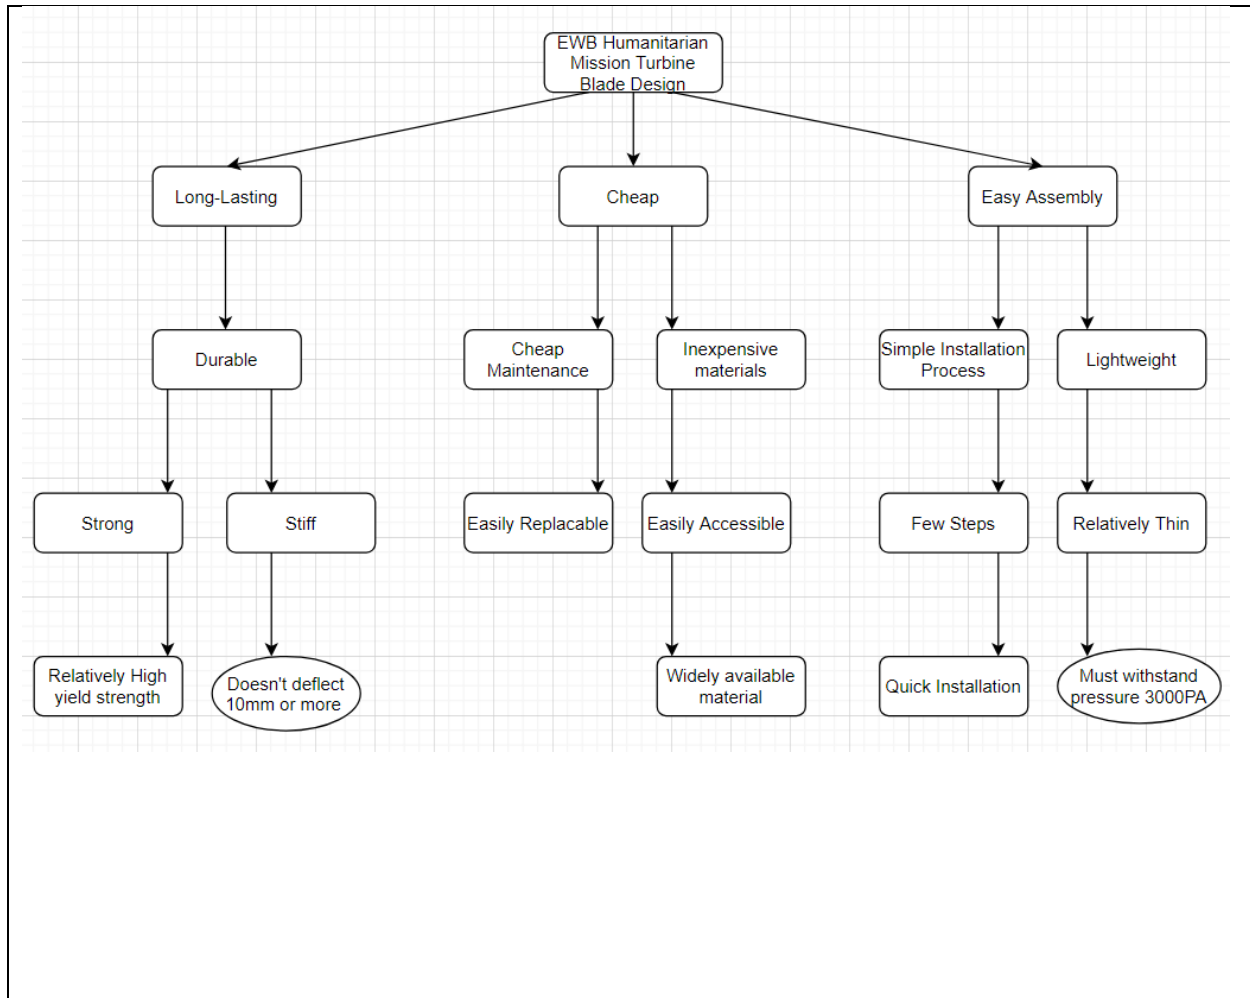 EWB Humanitarian
Mission Turbine
Blade Design
Long-Lasting
Cheap
Easy Assembly
Durable
Cheap
Maintenance
Inexpensive
materials
Simple Installation
Process
Lightweight
Strong
Stiff
Easily Replacable
Easily Accessible
Few Steps
Relatively Thin
Relatively High
yield strength
Doesn't deflect
10mm or more
Widely available
material
Quick Installation
Must withstand
pressure 3000PA